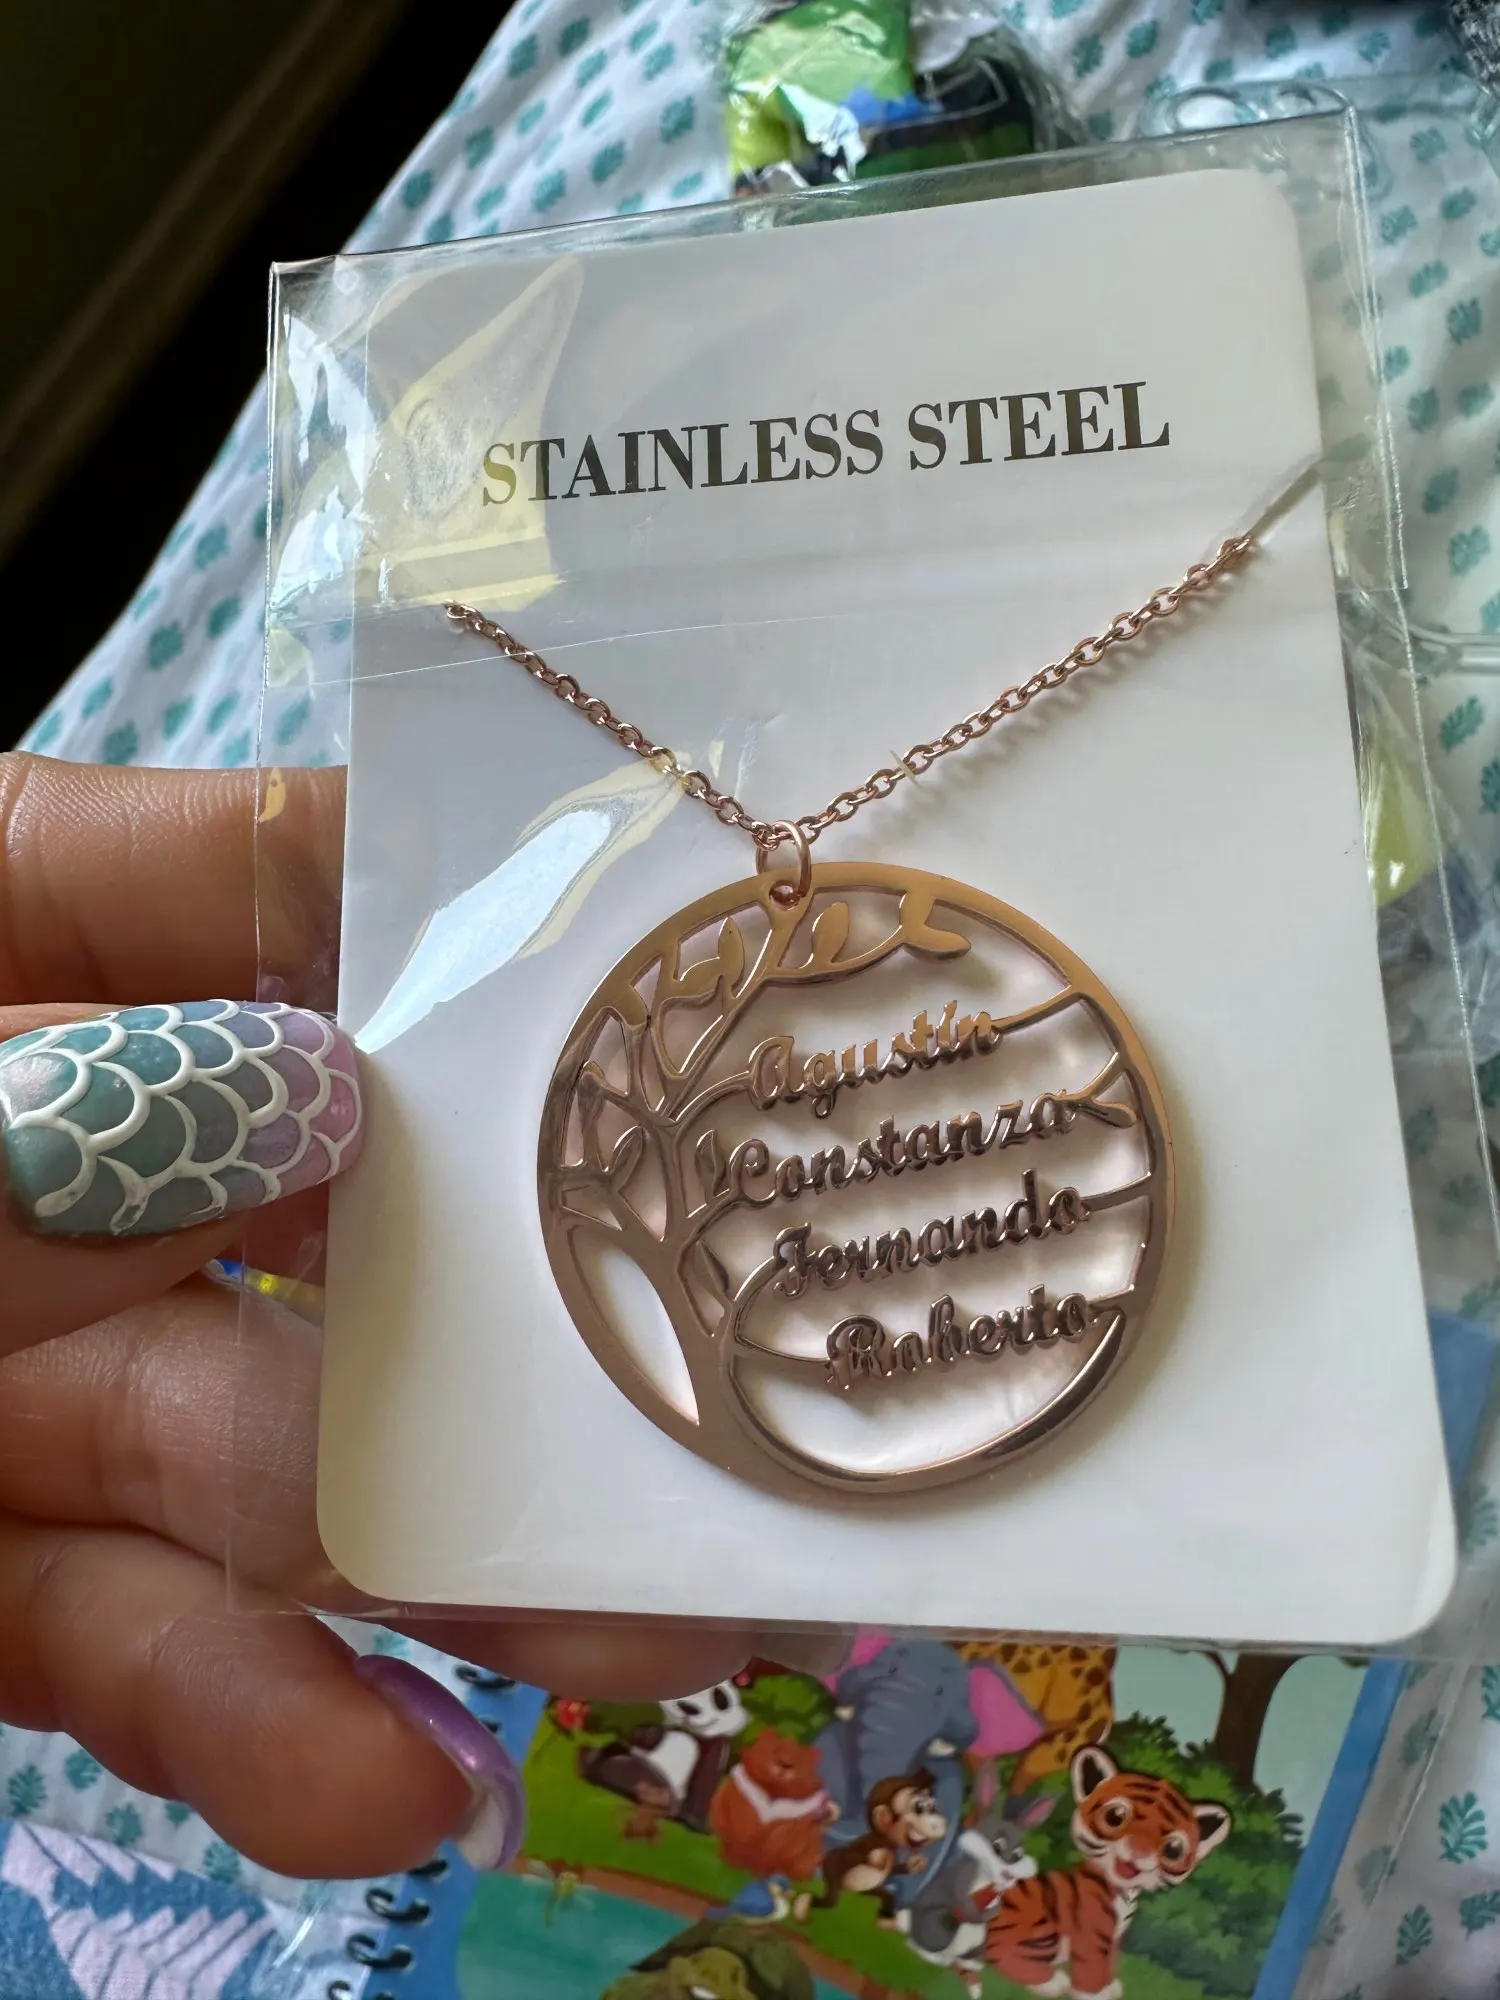 STAINLESS STEEL
Agustín
Constanza
Fernando
Roberto